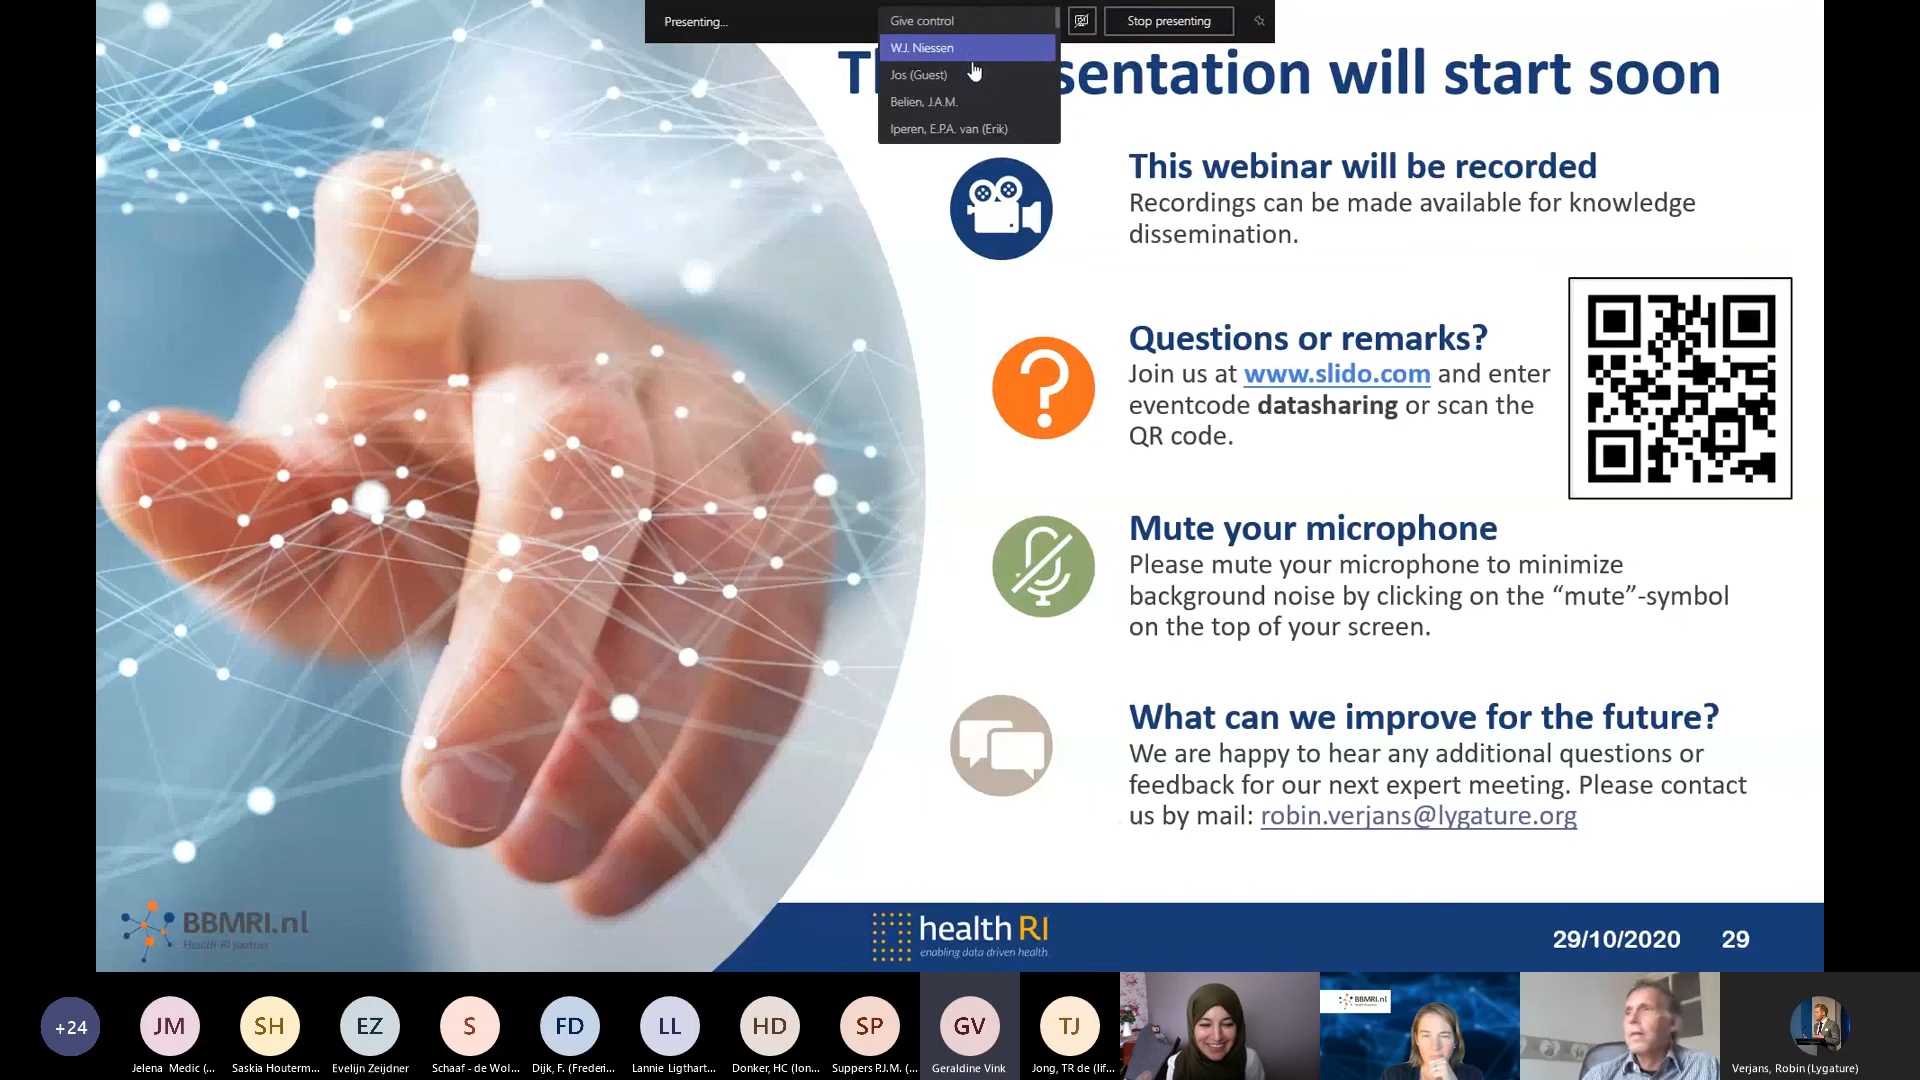 Presenting...
Give control
Stop presenting
W.J. Niessen
Jos (Guest)
Belien, J.A.M.
Iperen, E.P.A. van (Erik)
sentation will start soon
This webinar will be recorded
Recordings can be made available for knowledge
dissemination.
Questions or remarks?
Join us at www.slido.com and enter
eventcode datasharing or scan the
QR code.
Mute your microphone
Please mute your microphone to minimize
background noise by clicking on the “mute”-symbol
on the top of your screen.
What can we improve for the future?
We are happy to hear any additional questions or
feedback for our next expert meeting. Please contact
us by mail: robin.verjans@lygature.org
BBMRI.nl
Health-RI partner
health RI
enabling data driven health
29/10/2020 29
+24
JM
SH
EZ
S
FD
LL
HD
SP
GV
TJ
BBMRI.nl
Jelena Medic (...
Saskia Houterm...
Evelijn Zeijdner
Schaaf - de Wol...
Dijk, F. (Frederi...
Lannie Ligthart...
Donker, HC (lon...
Suppers P.J.M. (...
Geraldine Vink
Jong, TR de (lif...
Verjans, Robin (Lygature)